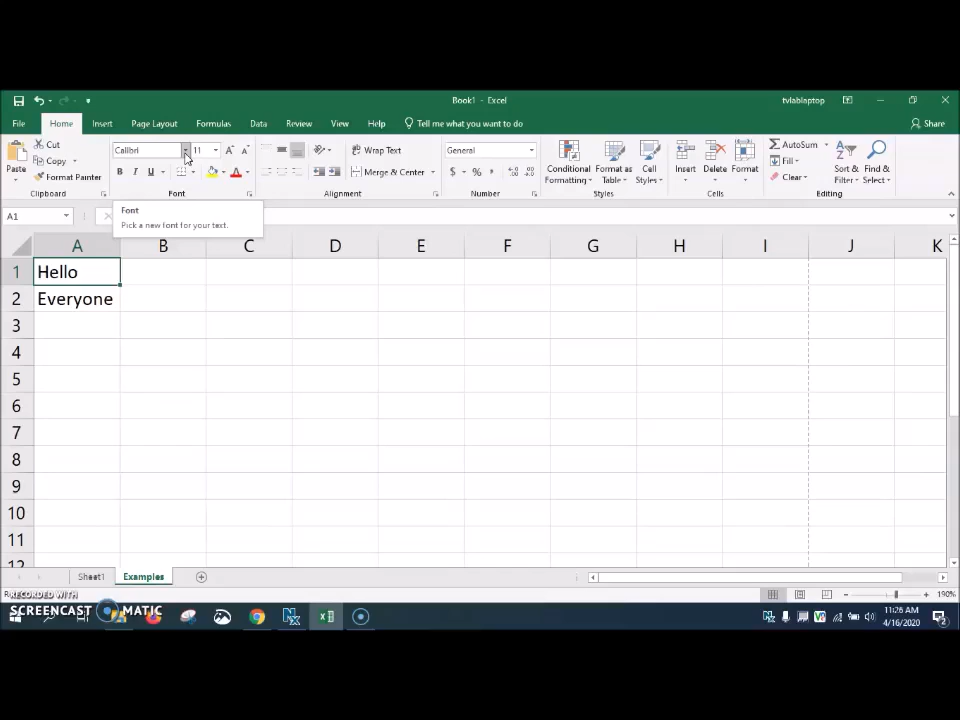 Book1 - Excel
tvlablaptop
File Home Insert Page Layout Formulas Data Review View Help Tell me what you want to do Share
Paste
Cut
Copy
Format Painter
Clipboard
Calibri 11
B I U
Font
Wrap Text
Merge & Center
Alignment
General
$ % ,
Number
Conditional Formatting
Format as Table
Cell Styles
Styles
Insert
Delete
Format
Cells
AutoSum
Fill
Clear
Sort & Filter
Find & Select
Editing
A1
Font
Pick a new font for your text.
A B C D E F G H I J K
1 Hello
2 Everyone
3
4
5
6
7
8
9
10
11
12
Sheet1 Examples
190%
RECORDED WITH
SCREENCAST MATIC
11:26 AM
4/16/2020